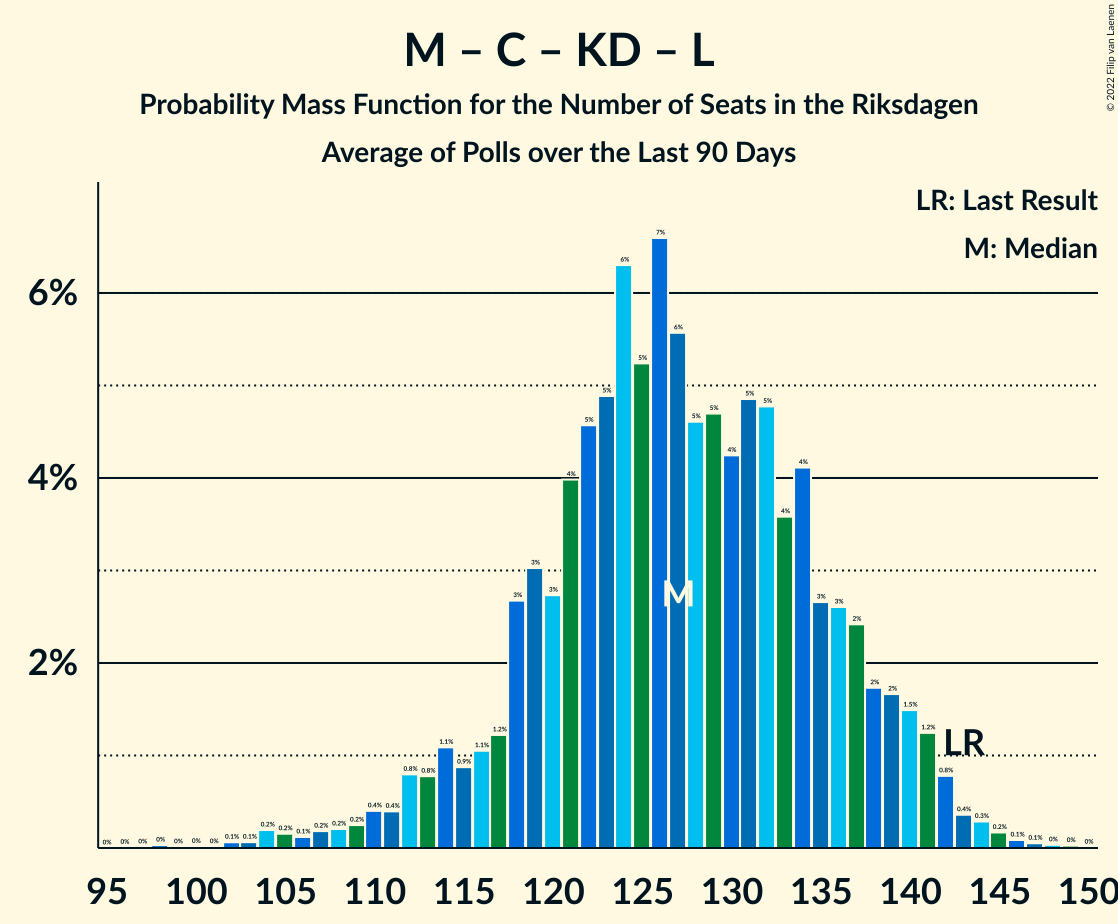 M – C – KD – L
Probability Mass Function for the Number of Seats in the Riksdagen
Average of Polls over the Last 90 Days
© 2022 Filip van Laenen
LR: Last Result
M: Median
6%
4%
2%
0% 0% 0% 0% 0% 0% 0% 0.1% 0.1% 0.2% 0.2% 0.1% 0.2% 0.2% 0.2% 0.4% 0.4% 0.8% 0.8% 1.1% 0.9% 1.1% 1.2% 3% 3% 3% 4% 5% 5% 6% 5% 7% 6% 5% 5% 4% 5% 5% 4% 4% 3% 3% 2% 2% 2% 1.5% 1.2% 0.8% 0.4% 0.3% 0.2% 0.1% 0.1% 0% 0% 0%
M
LR
95 100 105 110 115 120 125 130 135 140 145 150